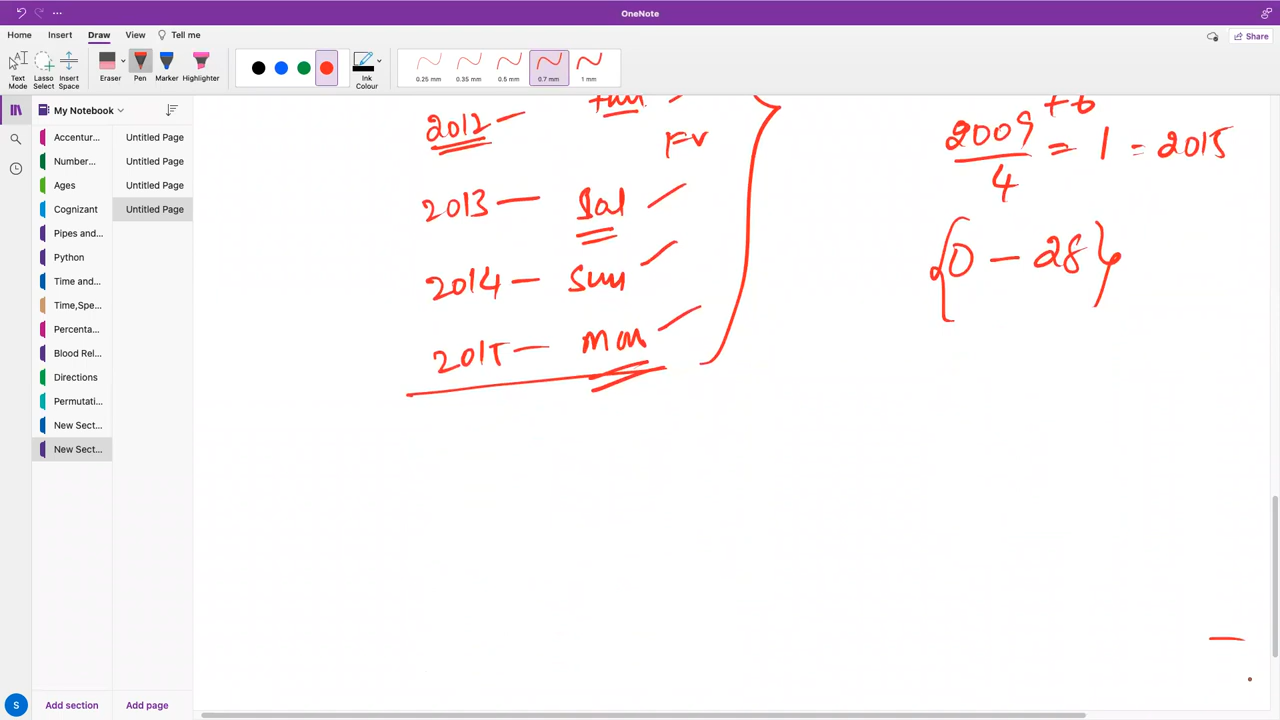 OneNote
Home Insert Draw View Tell me
Share
Text Mode
Lasso Select
Insert Space
Eraser
Pen
Marker
Highlighter
Ink Colour
0.25 mm
0.35 mm
0.5 mm
0.7 mm
1 mm
My Notebook
Accentur...
Number...
Ages
Cognizant
Pipes and...
Python
Time and...
Time,Spe...
Percenta...
Blood Rel...
Directions
Permutati...
New Sect...
New Sect...
Untitled Page
Untitled Page
Untitled Page
Untitled Page
2012 —
Fri
2013 — Sat
2014 — Sun
2015 — Mon
+6
2009/4 = 1 = 2015
{0 - 28}
S
Add section
Add page